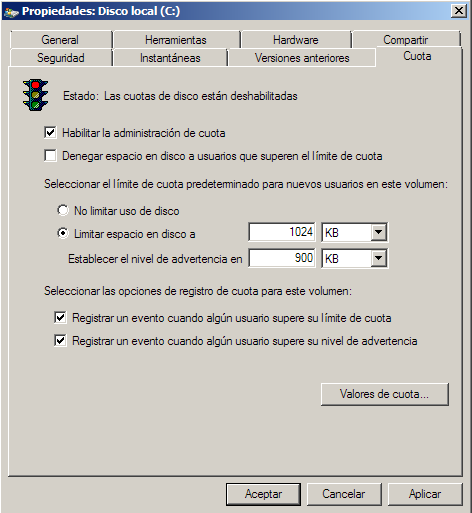 Propiedades: Disco local (C:)
General Herramientas Hardware Compartir
Seguridad Instantáneas Versiones anteriores Cuota
Estado: Las cuotas de disco están deshabilitadas
Habilitar la administración de cuota
Denegar espacio en disco a usuarios que superen el límite de cuota
Seleccionar el límite de cuota predeterminado para nuevos usuarios en este volumen:
No limitar uso de disco
Limitar espacio en disco a 1024 KB
Establecer el nivel de advertencia en 900 KB
Seleccionar las opciones de registro de cuota para este volumen:
Registrar un evento cuando algún usuario supere su límite de cuota
Registrar un evento cuando algún usuario supere su nivel de advertencia
Valores de cuota...
Aceptar Cancelar Aplicar